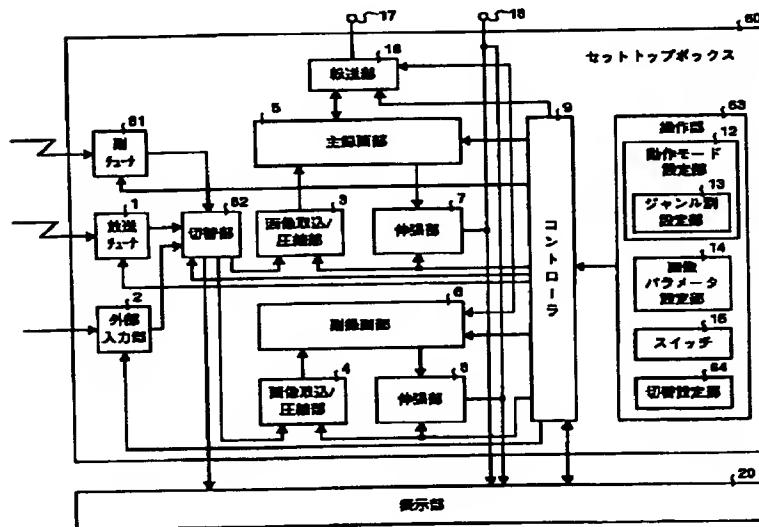 17
18
60
セットトップボックス
16
転送部
5
主録画部
9
コントローラ
63
操作部
12
動作モード
設定部
13
ジャンル別
設定部
61
副
チューナ
1
放送
チューナ
62
切替部
3
画像取込/
圧縮部
7
伸張部
14
画像
パラメータ
設定部
2
外部
入力部
6
副録画部
15
スイッチ
4
画像取込/
圧縮部
8
伸張部
64
切替設定部
20
提示部